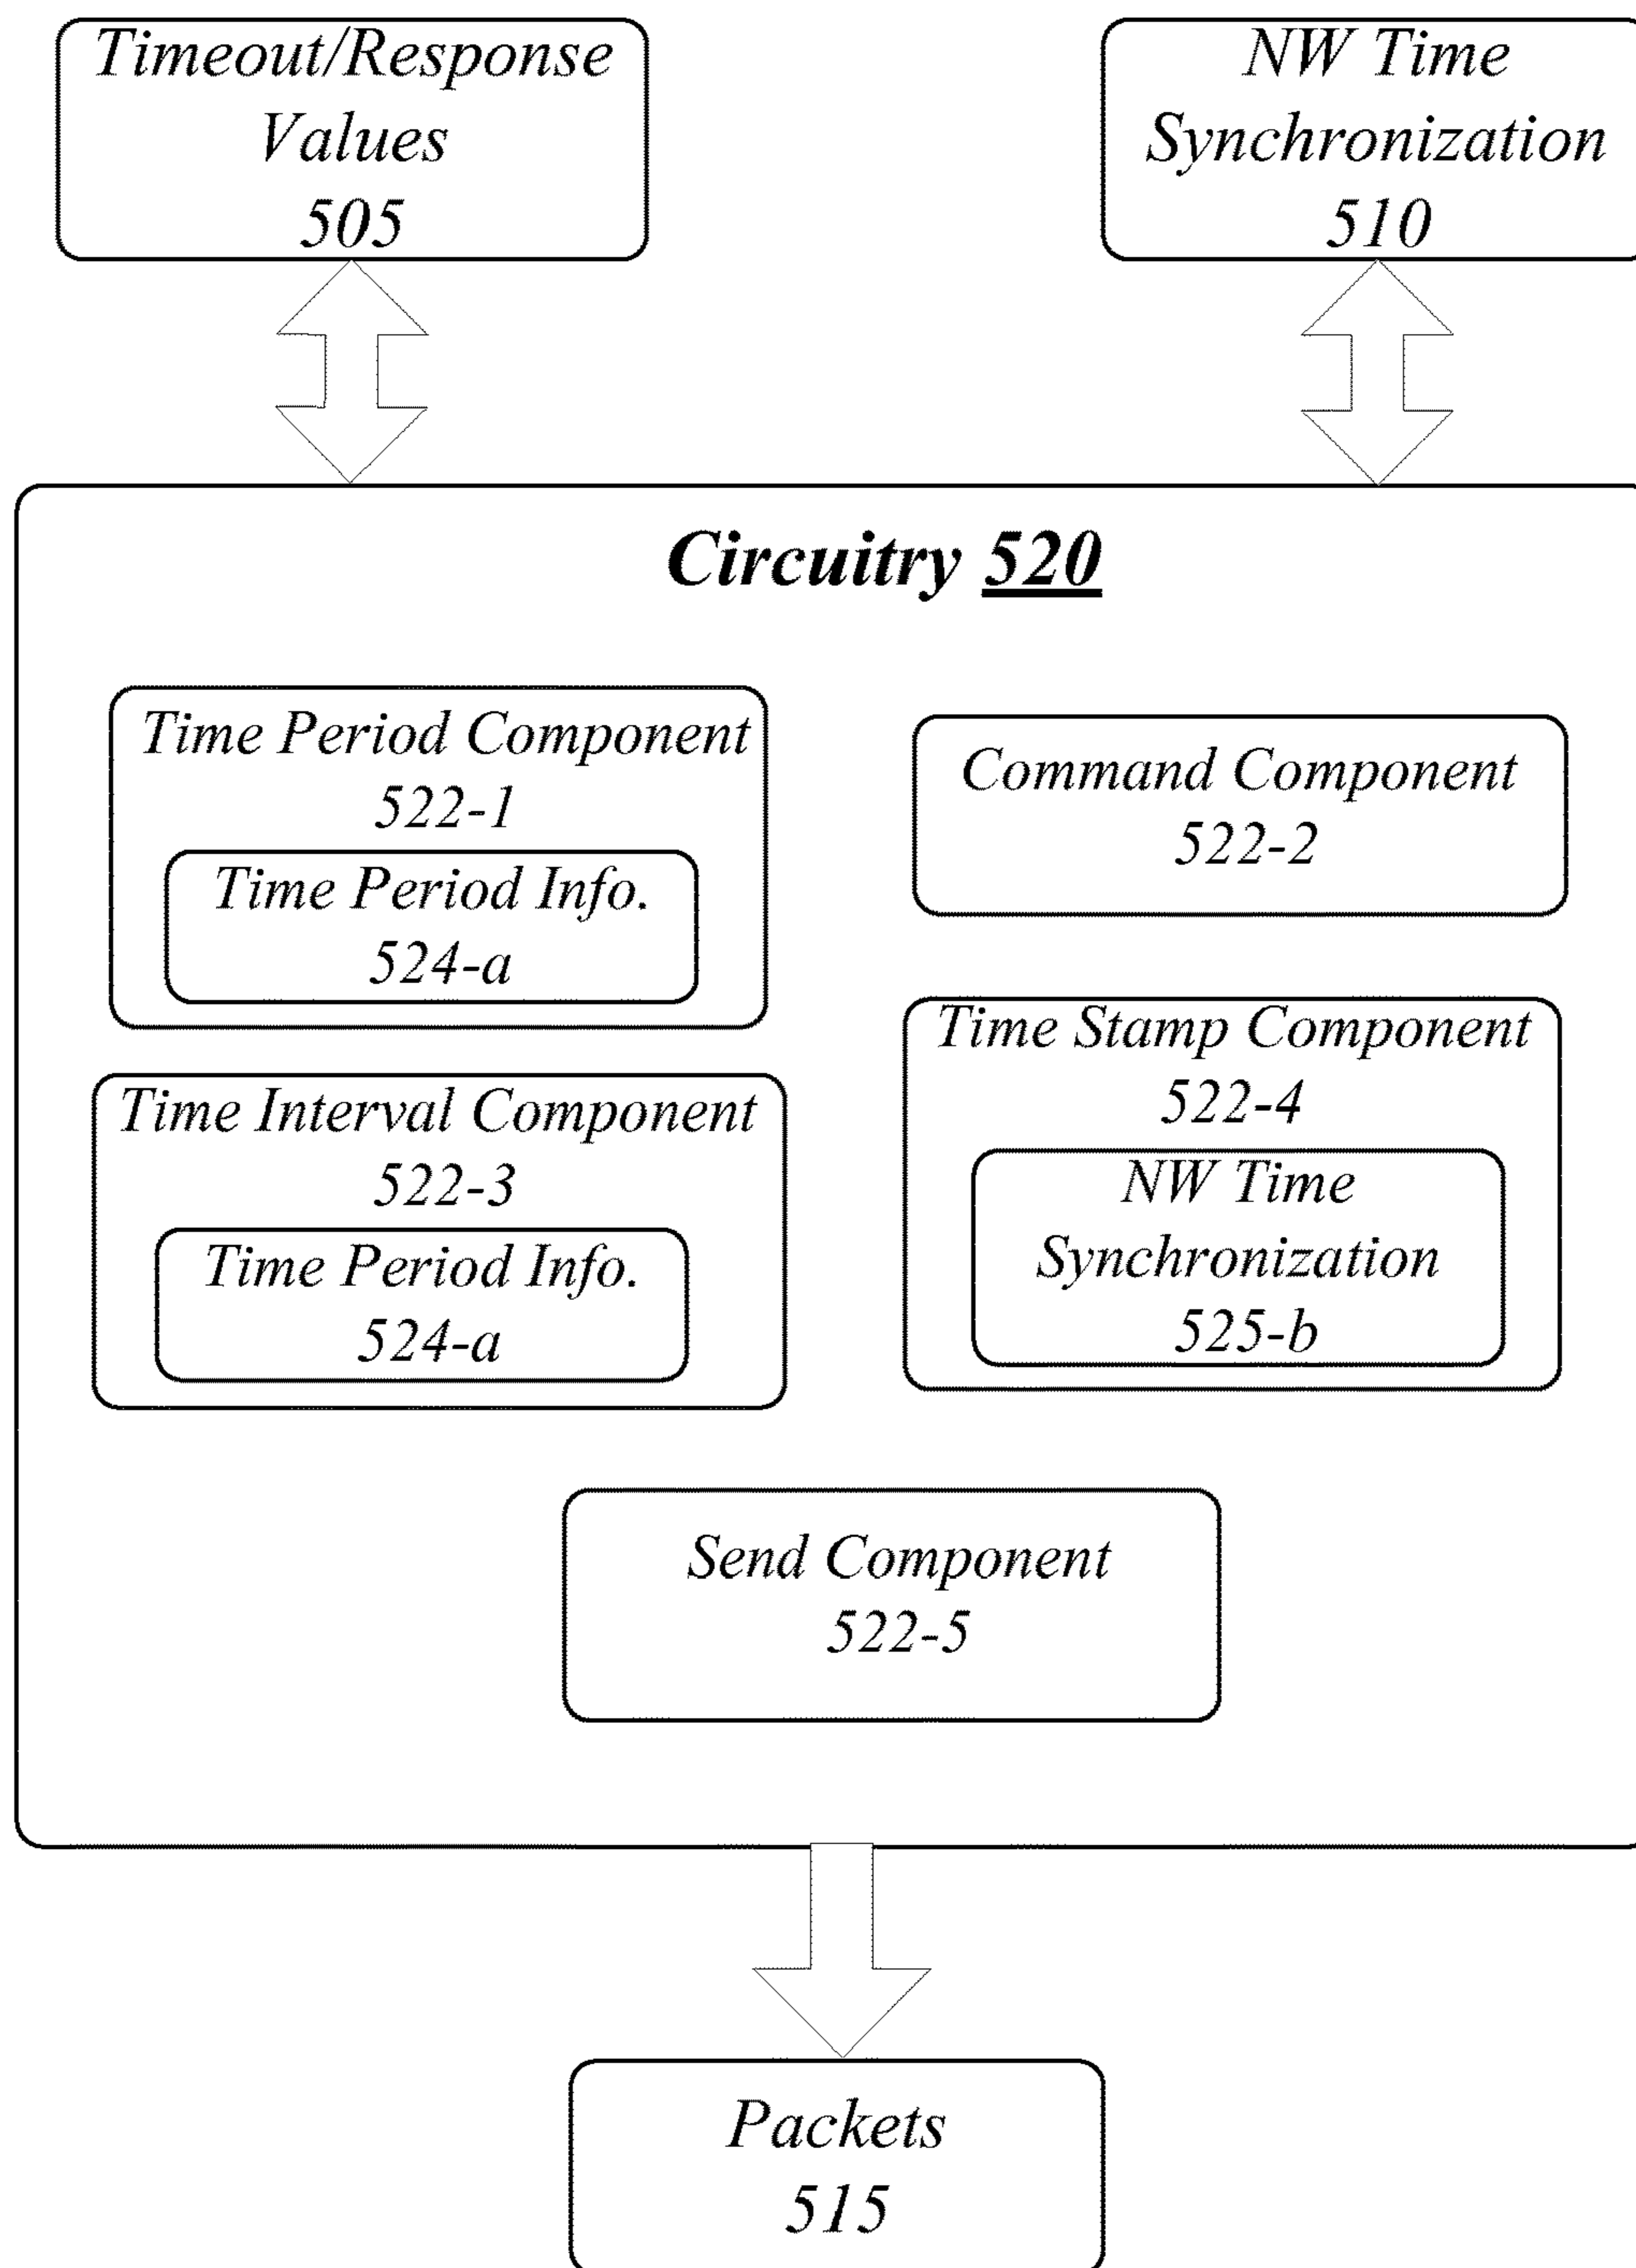 Timeout/Response
Values
505
NW Time
Synchronization
510
Circuitry 520
Time Period Component
522-1
Time Period Info.
524-a
Command Component
522-2
Time Interval Component
522-3
Time Period Info.
524-a
Time Stamp Component
522-4
NW Time
Synchronization
525-b
Send Component
522-5
Packets
515